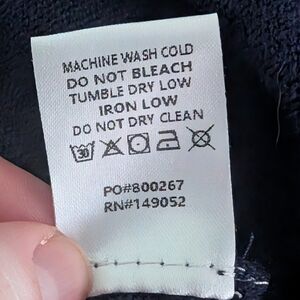 MACHINE WASH COLD
DO NOT BLEACH
TUMBLE DRY LOW
IRON LOW
DO NOT DRY CLEAN
30
PO#800267
RN#149052